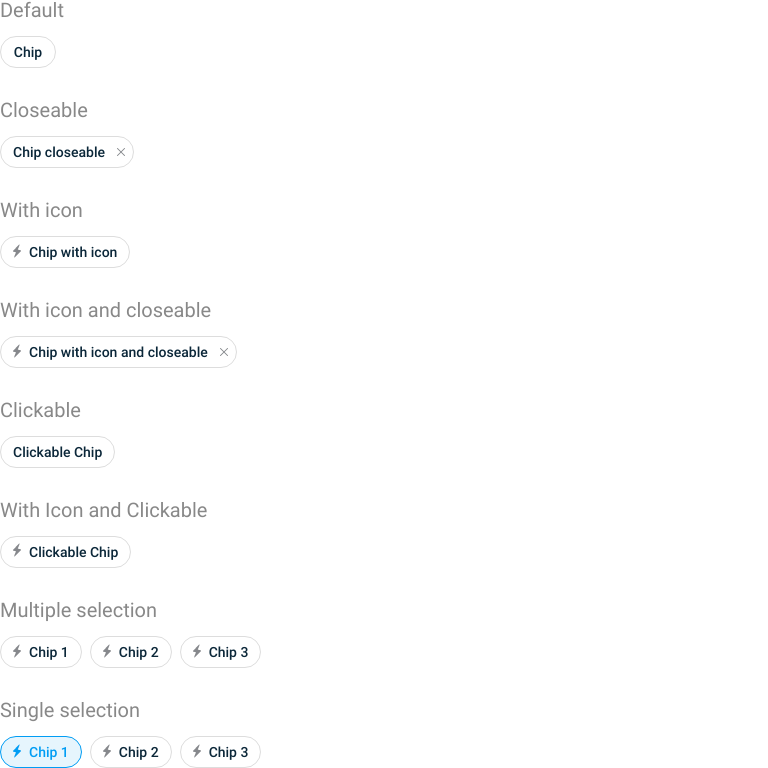 Default
Chip
Closeable
Chip closeable
With icon
Chip with icon
With icon and closeable
Chip with icon and closeable
Clickable
Clickable Chip
With Icon and Clickable
Clickable Chip
Multiple selection
Chip 1 Chip 2 Chip 3
Single selection
Chip 1 Chip 2 Chip 3